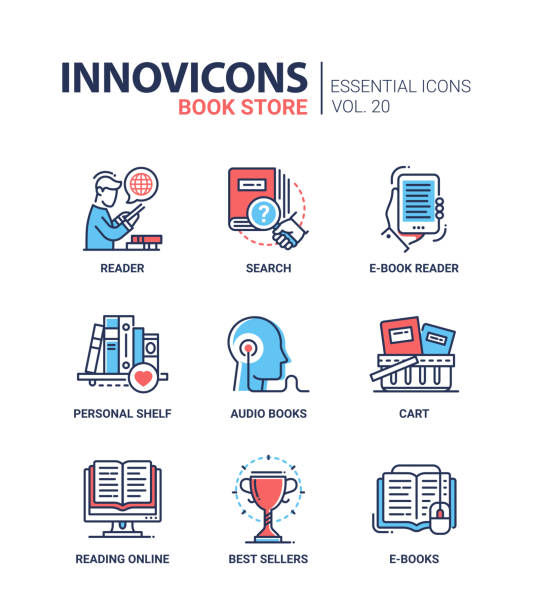 INNOVICONS
BOOK STORE
ESSENTIAL ICONS
VOL. 20
READER
SEARCH
?
E-BOOK READER
PERSONAL SHELF
AUDIO BOOKS
CART
READING ONLINE
BEST SELLERS
E-BOOKS